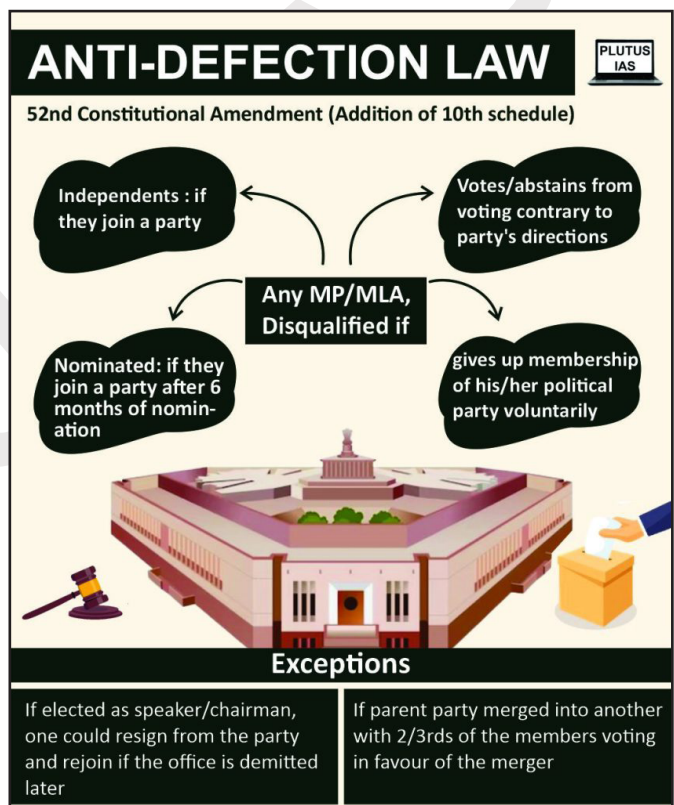 ANTI-DEFECTION LAW
PLUTUS
IAS
52nd Constitutional Amendment (Addition of 10th schedule)
Independents : if
they join a party
Votes/abstains from
voting contrary to
party's directions
Any MP/MLA,
Disqualified if
Nominated: if they
join a party after 6
months of nomin-
ation
gives up membership
of his/her political
party voluntarily
Exceptions
If elected as speaker/chairman,
one could resign from the party
and rejoin if the office is demitted
later
If parent party merged into another
with 2/3rds of the members voting
in favour of the merger